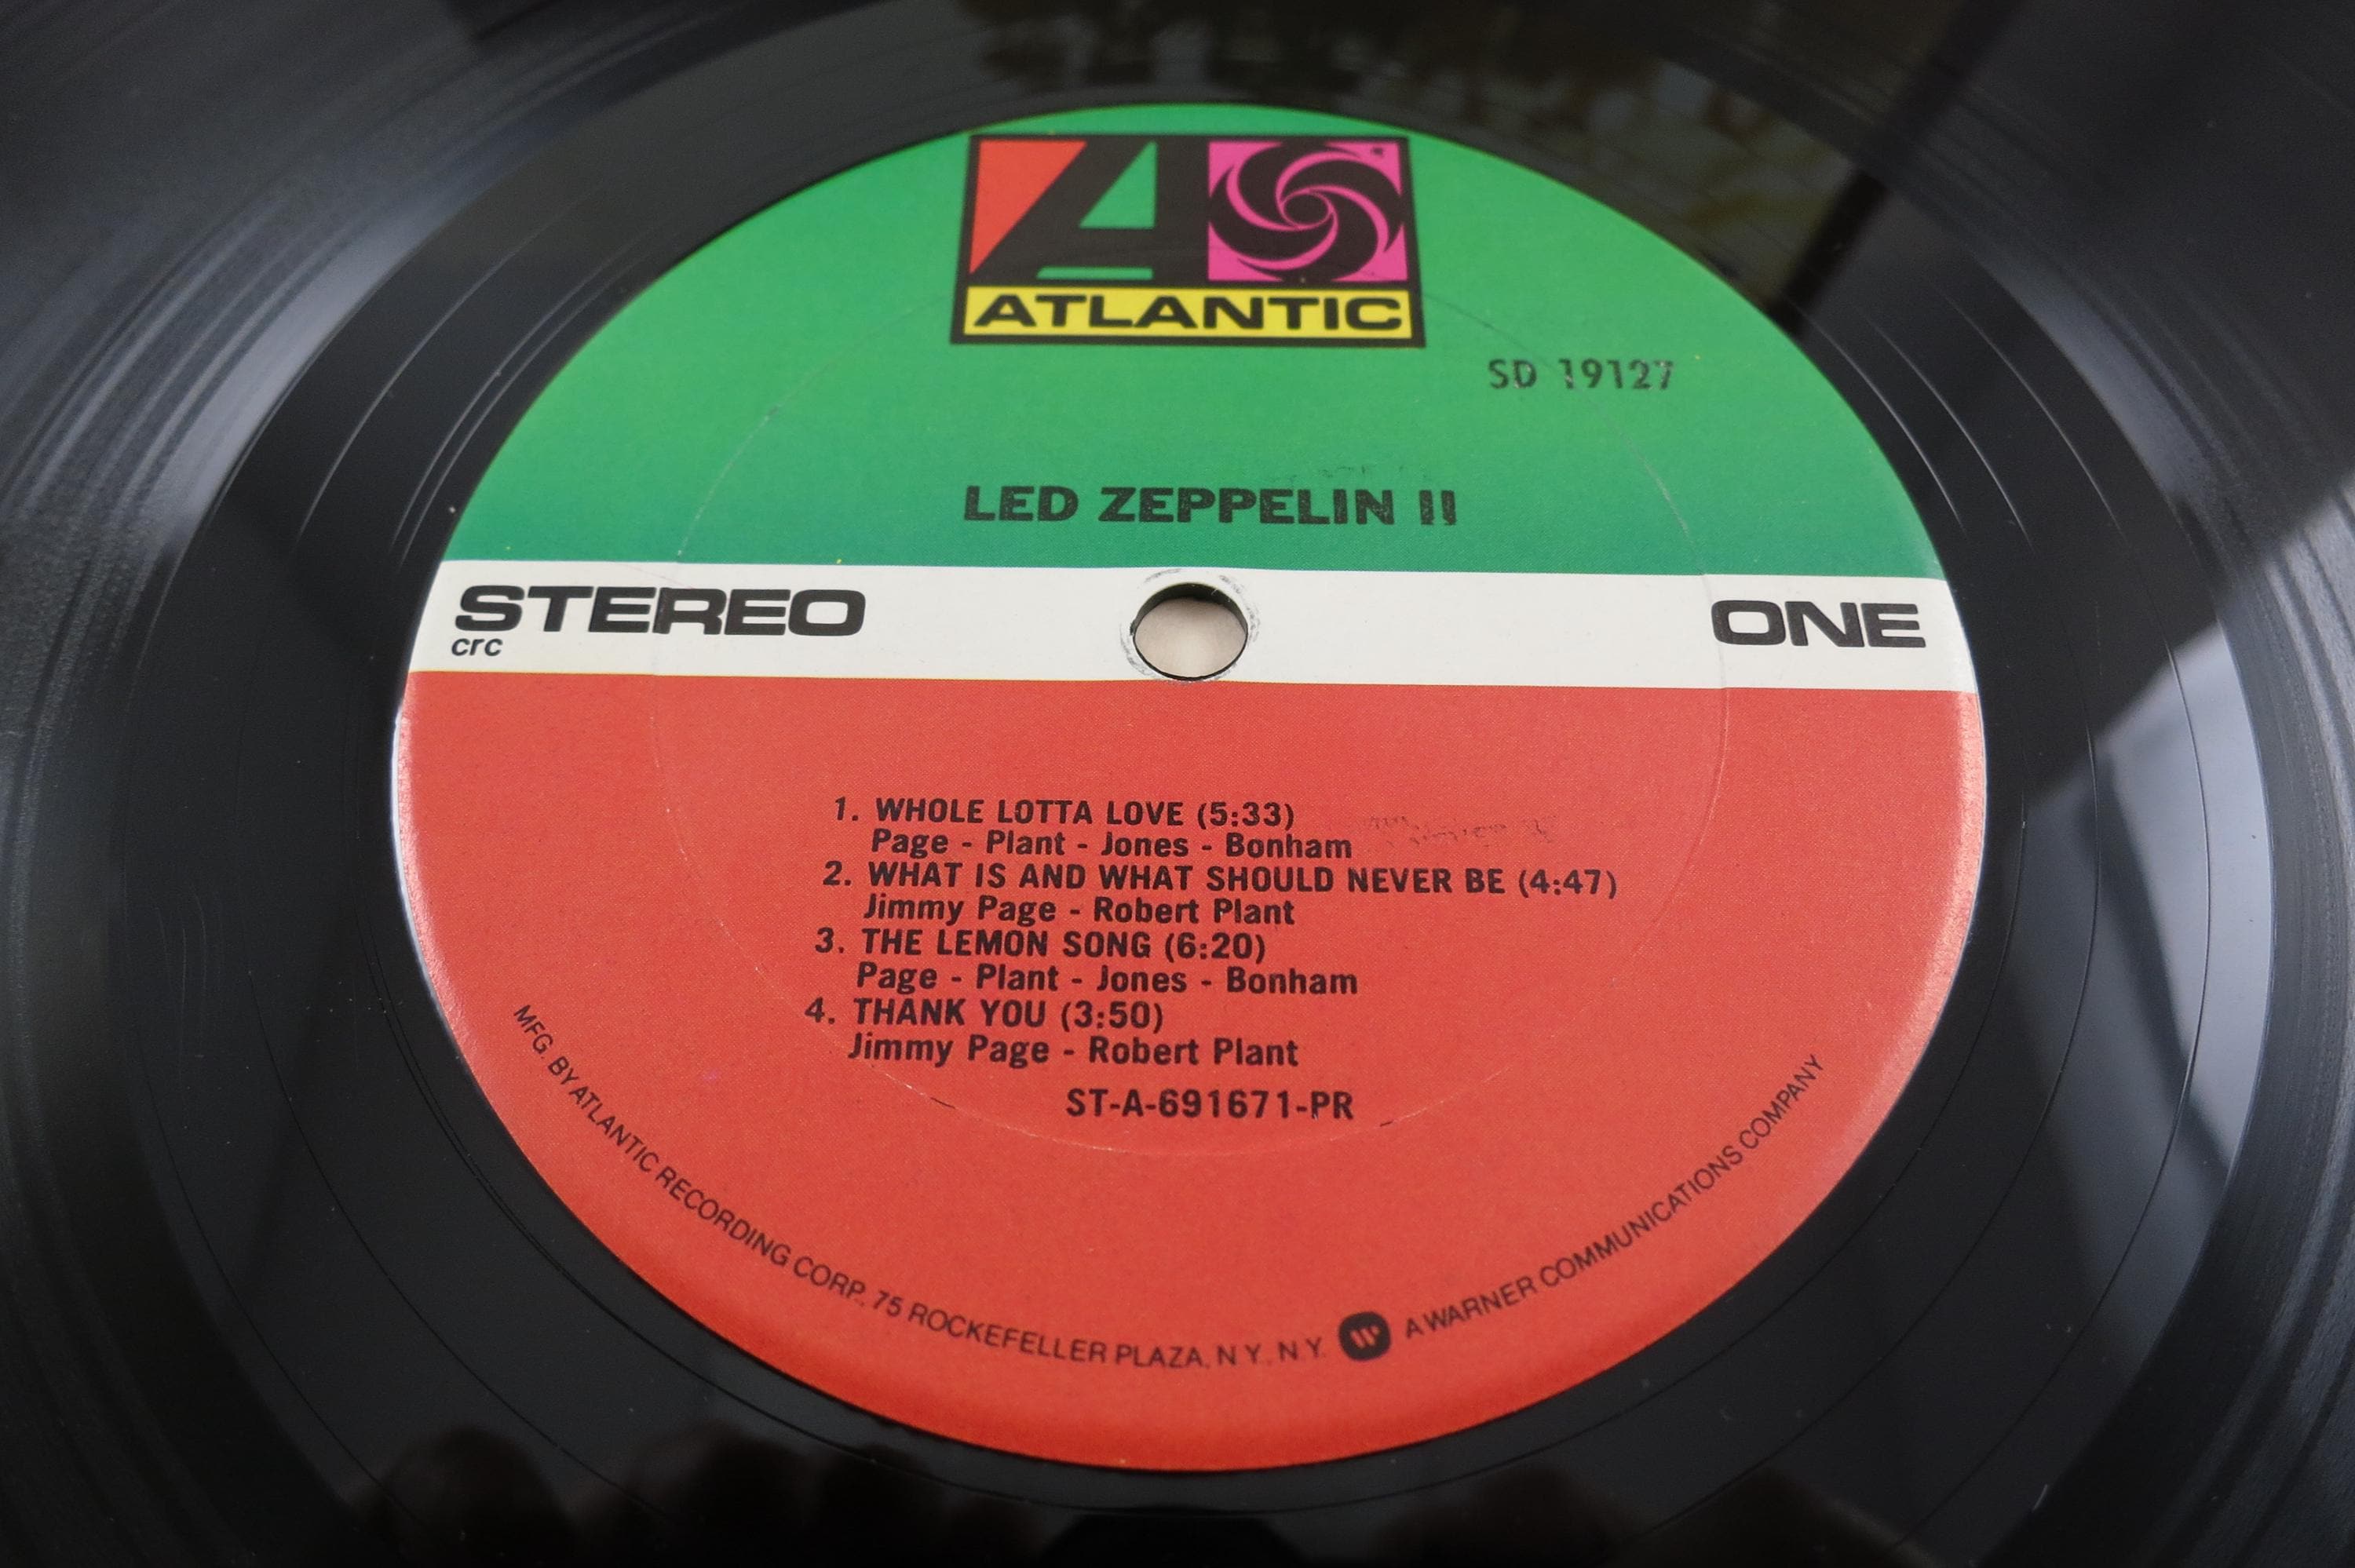 ATLANTIC
SD 19127
LED ZEPPELIN II
STEREO
crc
ONE
1. WHOLE LOTTA LOVE (5:33)
Page - Plant - Jones - Bonham
2. WHAT IS AND WHAT SHOULD NEVER BE (4:47)
Jimmy Page - Robert Plant
3. THE LEMON SONG (6:20)
Page - Plant - Jones - Bonham
4. THANK YOU (3:50)
Jimmy Page - Robert Plant
ST-A-691671-PR
MFG. BY ATLANTIC RECORDING CORP., 75 ROCKEFELLER PLAZA, N.Y., N.Y. A WARNER COMMUNICATIONS COMPANY